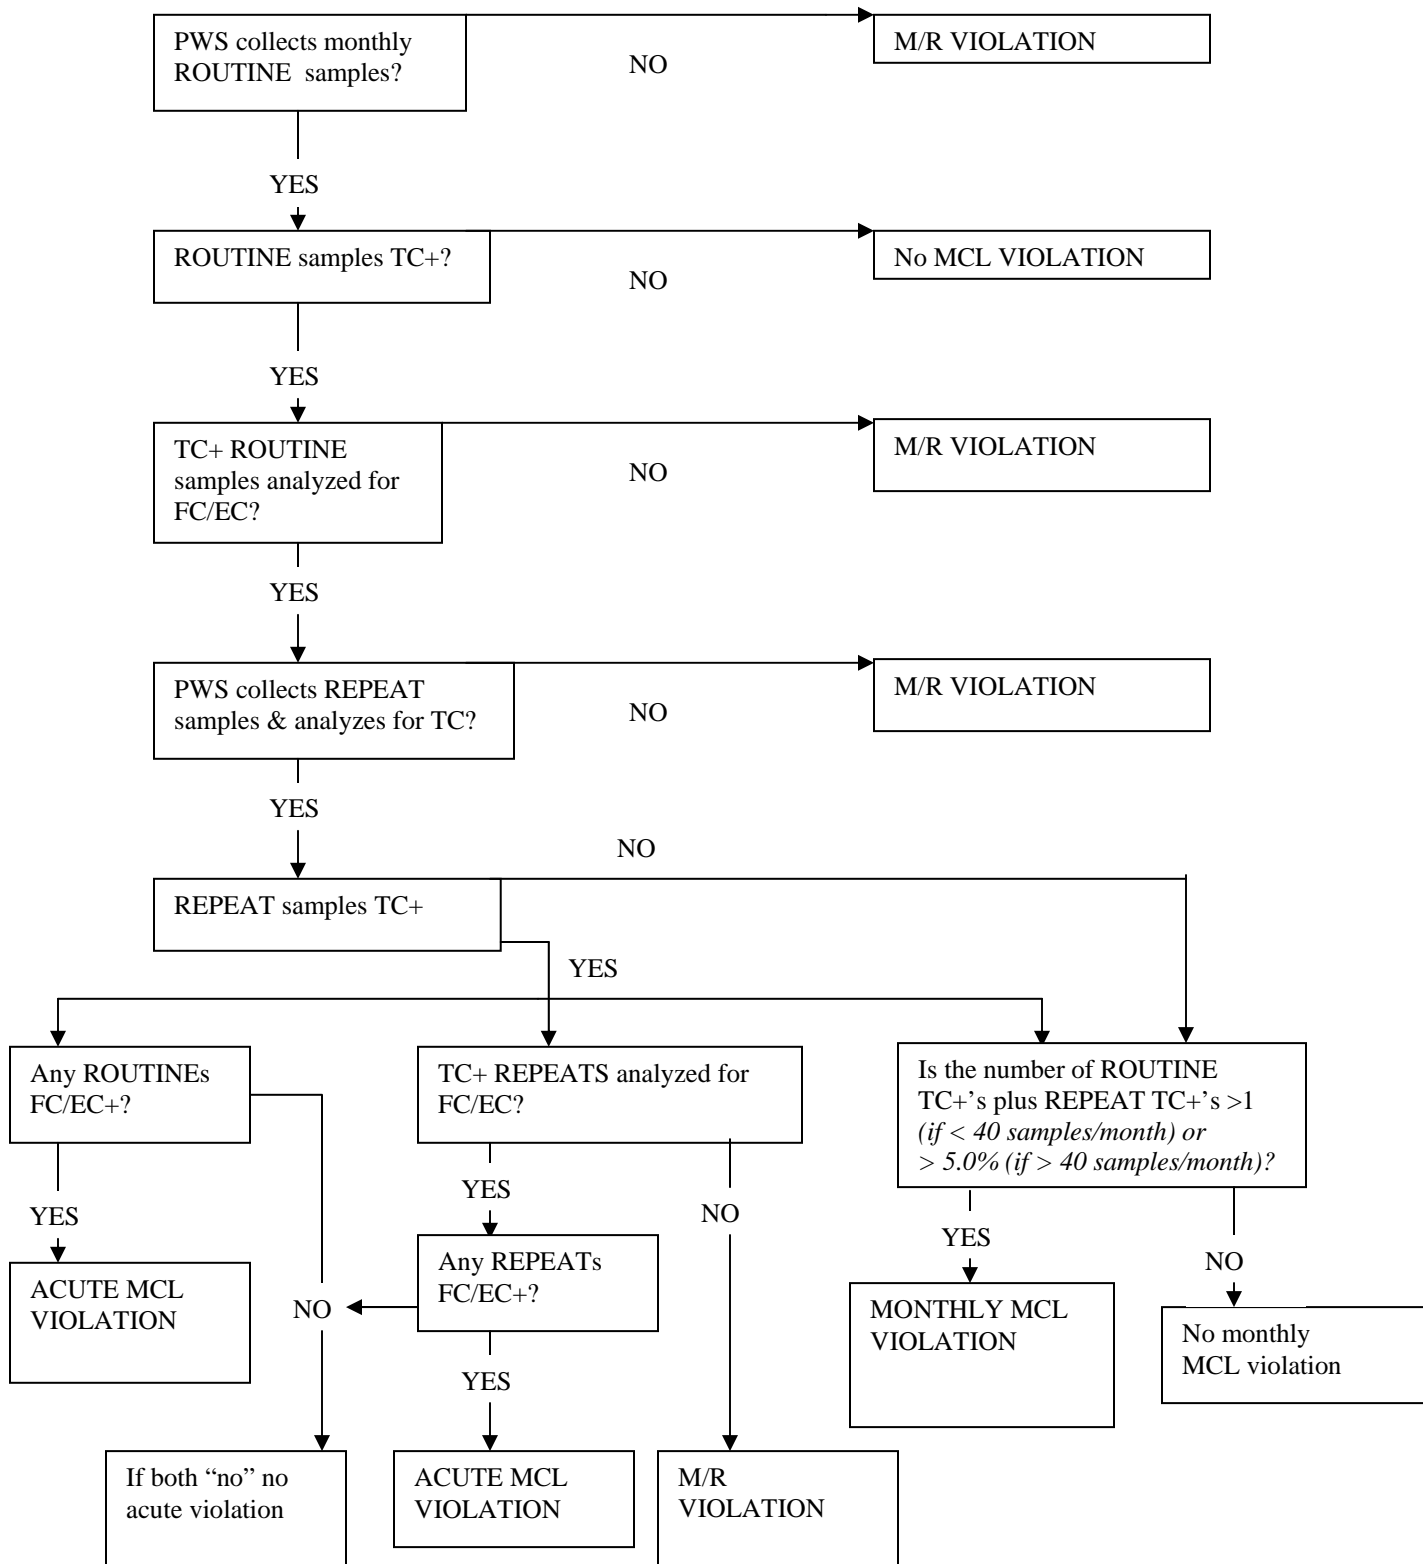 PWS collects monthly
ROUTINE  samples?
M/R VIOLATION
NO
YES
ROUTINE samples TC+?
No MCL VIOLATION
NO
YES
TC+ ROUTINE
samples analyzed for
FC/EC?
M/R VIOLATION
NO
YES
PWS collects REPEAT
samples & analyzes for TC?
M/R VIOLATION
NO
YES
NO
REPEAT samples TC+
YES
Any ROUTINEs
FC/EC+?
TC+ REPEATS analyzed for
FC/EC?
Is the number of ROUTINE
TC+'s plus REPEAT TC+'s >1
(if < 40 samples/month) or
> 5.0% (if > 40 samples/month)?
YES
YES
NO
YES
NO
ACUTE MCL
VIOLATION
NO
Any REPEATs
FC/EC+?
MONTHLY MCL
VIOLATION
No monthly
MCL violation
YES
If both “no” no
acute violation
ACUTE MCL
VIOLATION
M/R
VIOLATION